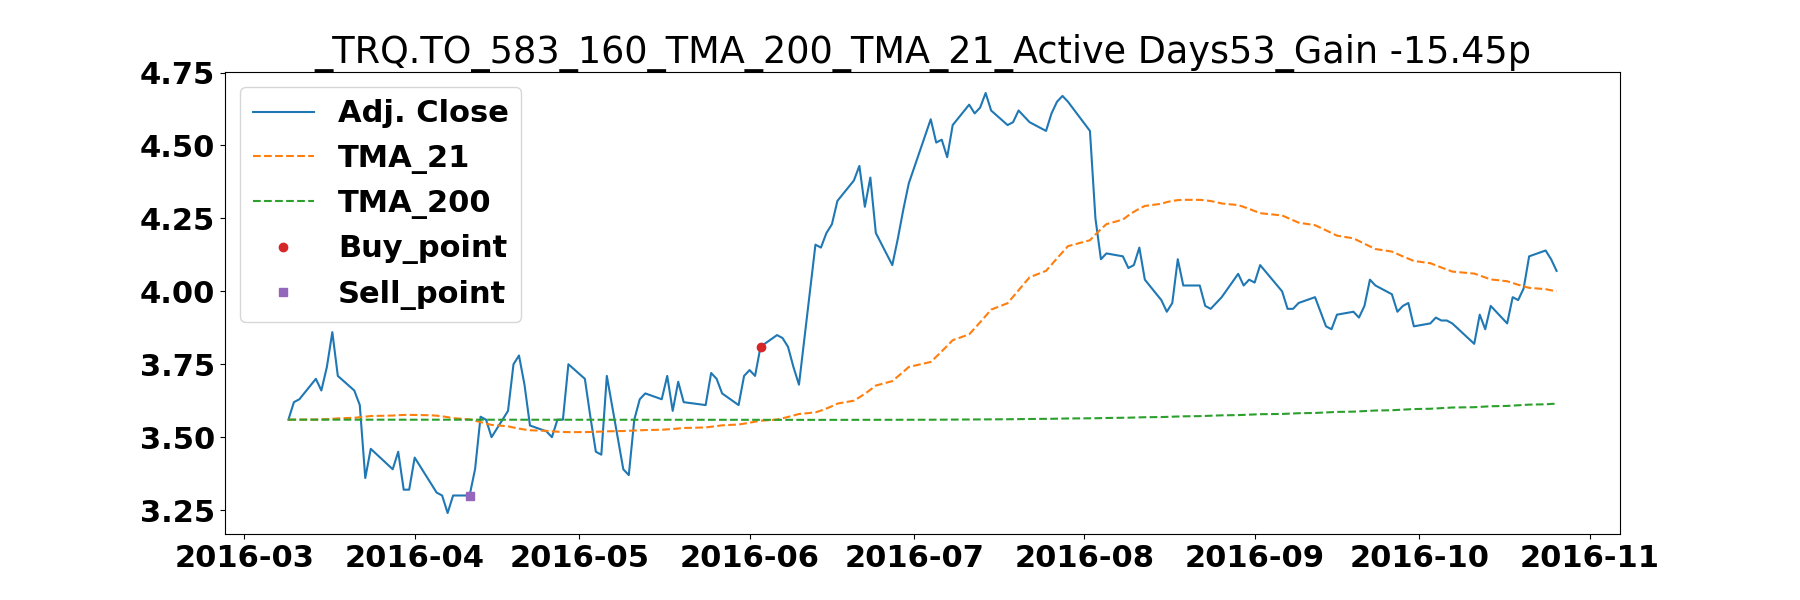 _TRQ.TO_583_160_TMA_200_TMA_21_Active Days53_Gain -15.45p
4.75
4.50
4.25
4.00
3.75
3.50
3.25
Adj. Close
TMA_21
TMA_200
Buy_point
Sell_point
2016-03 2016-04 2016-05 2016-06 2016-07 2016-08 2016-09 2016-10 2016-11